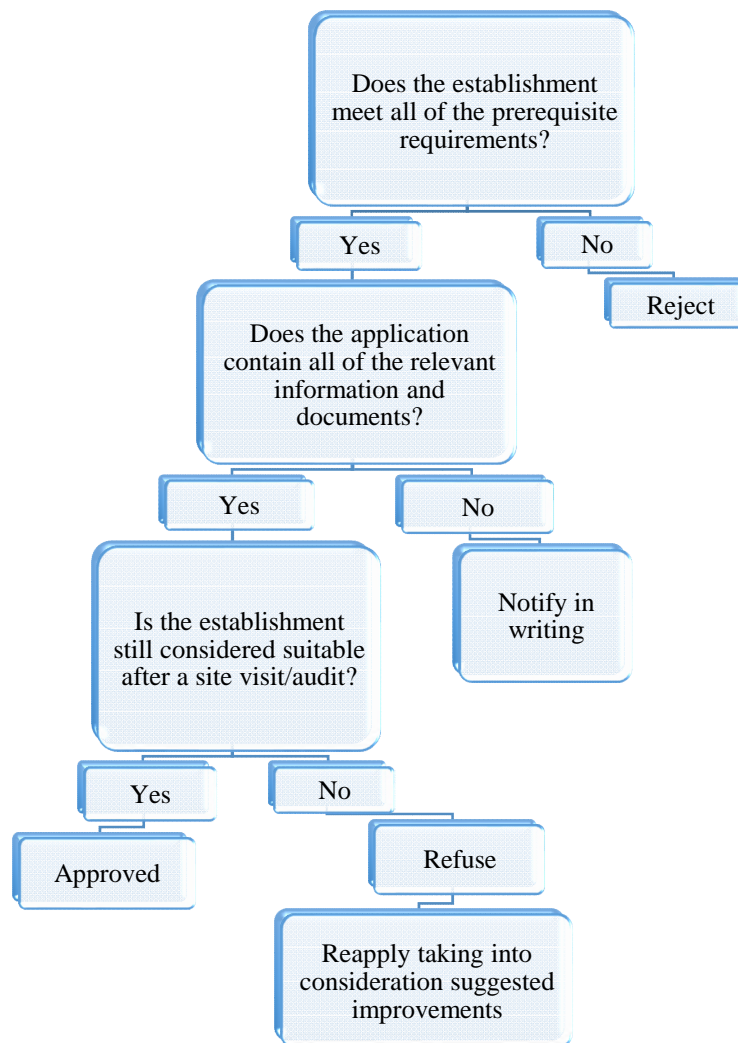 Does the establishment
meet all of the prerequisite
requirements?
Yes
No
Reject
Does the application
contain all of the relevant
information and
documents?
Yes
No
Notify in
writing
Is the establishment
still considered suitable
after a site visit/audit?
Yes
No
Approved
Refuse
Reapply taking into
consideration suggested
improvements